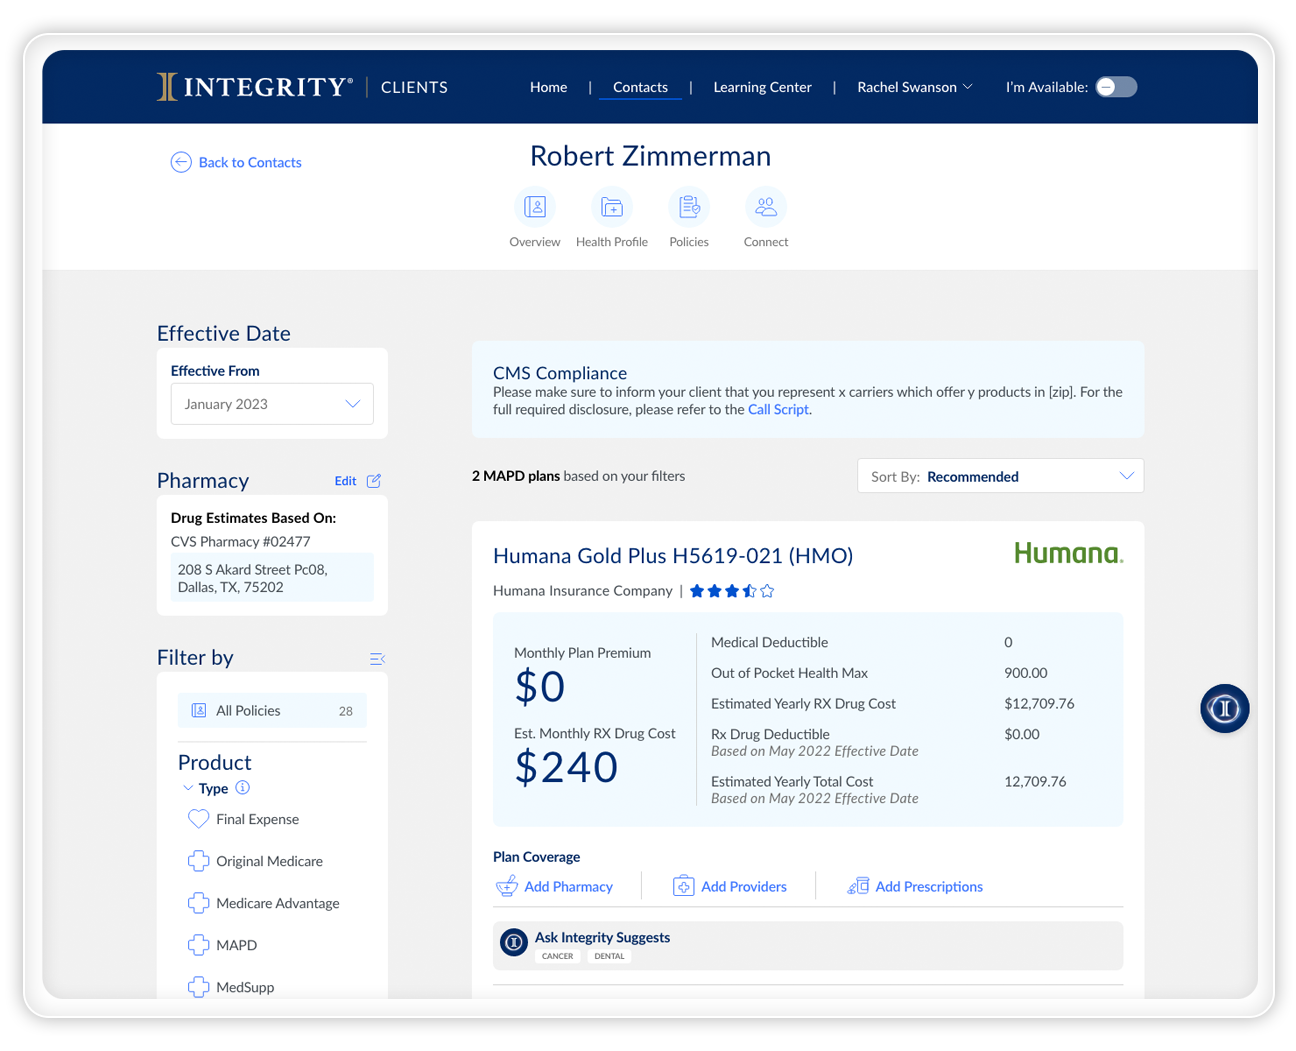 INTEGRITY® | CLIENTS
Home | Contacts | Learning Center | Rachel Swanson I'm Available:
Back to Contacts
Robert Zimmerman
Overview Health Profile Policies Connect
Effective Date
Effective From
January 2023
Pharmacy Edit
Drug Estimates Based On:
CVS Pharmacy #02477
208 S Akard Street Pc08,
Dallas, TX, 75202
Filter by
All Policies 28
Product
Type
Final Expense
Original Medicare
Medicare Advantage
MAPD
MedSupp
CMS Compliance
Please make sure to inform your client that you represent x carriers which offer y products in [zip]. For the
full required disclosure, please refer to the Call Script.
2 MAPD plans based on your filters
Sort By: Recommended
Humana Gold Plus H5619-021 (HMO)
Humana.
Humana Insurance Company |
Monthly Plan Premium
$0
Est. Monthly RX Drug Cost
$240
Medical Deductible 0
Out of Pocket Health Max 900.00
Estimated Yearly RX Drug Cost $12,709.76
Rx Drug Deductible $0.00
Based on May 2022 Effective Date
Estimated Yearly Total Cost 12,709.76
Based on May 2022 Effective Date
Plan Coverage
Add Pharmacy Add Providers Add Prescriptions
Ask Integrity Suggests
CANCER DENTAL